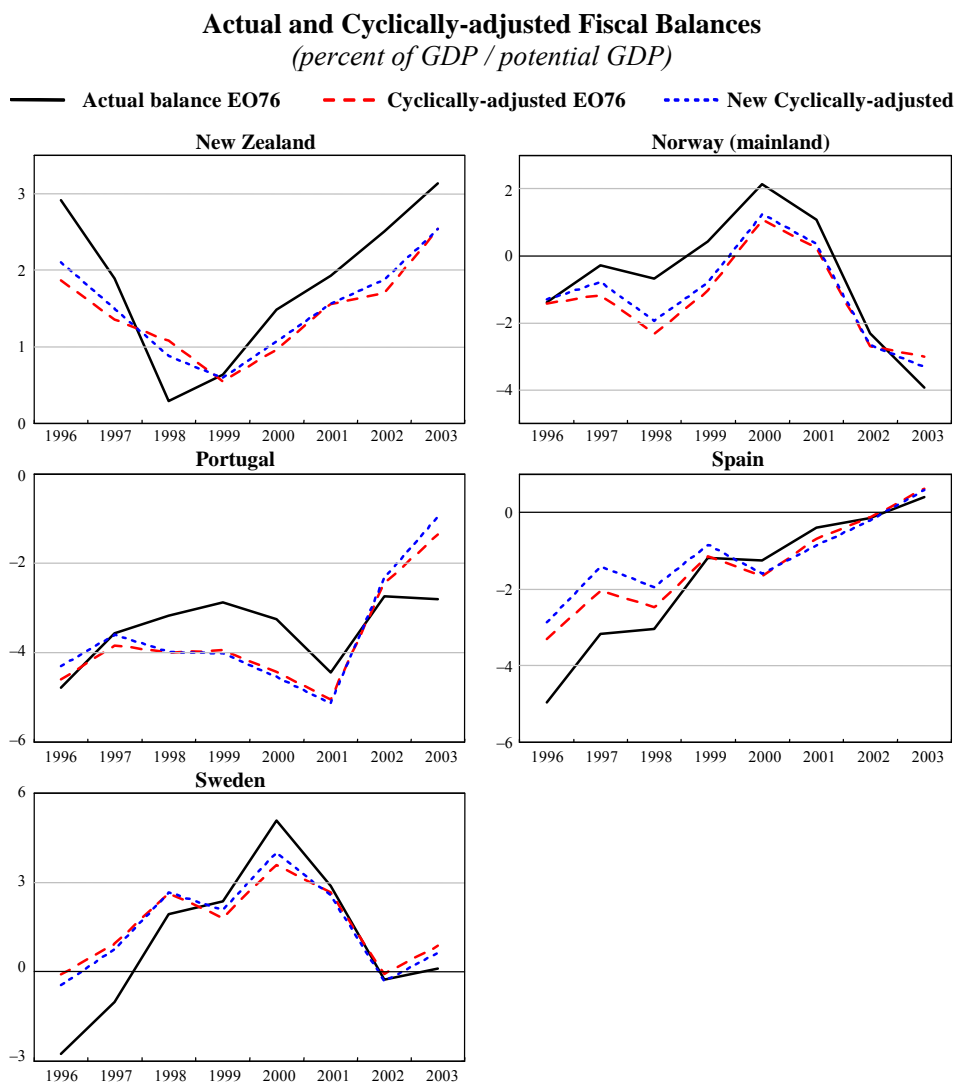 Actual and Cyclically-adjusted Fiscal Balances
(percent of GDP / potential GDP)
Actual balance EO76 Cyclically-adjusted EO76 New Cyclically-adjusted
New Zealand
3
2
1
0
1996 1997 1998 1999 2000 2001 2002 2003
Norway (mainland)
2
0
−2
−4
1996 1997 1998 1999 2000 2001 2002 2003
Portugal
0
−2
−4
−6
1996 1997 1998 1999 2000 2001 2002 2003
Spain
0
−2
−4
−6
1996 1997 1998 1999 2000 2001 2002 2003
Sweden
6
3
0
−3
1996 1997 1998 1999 2000 2001 2002 2003